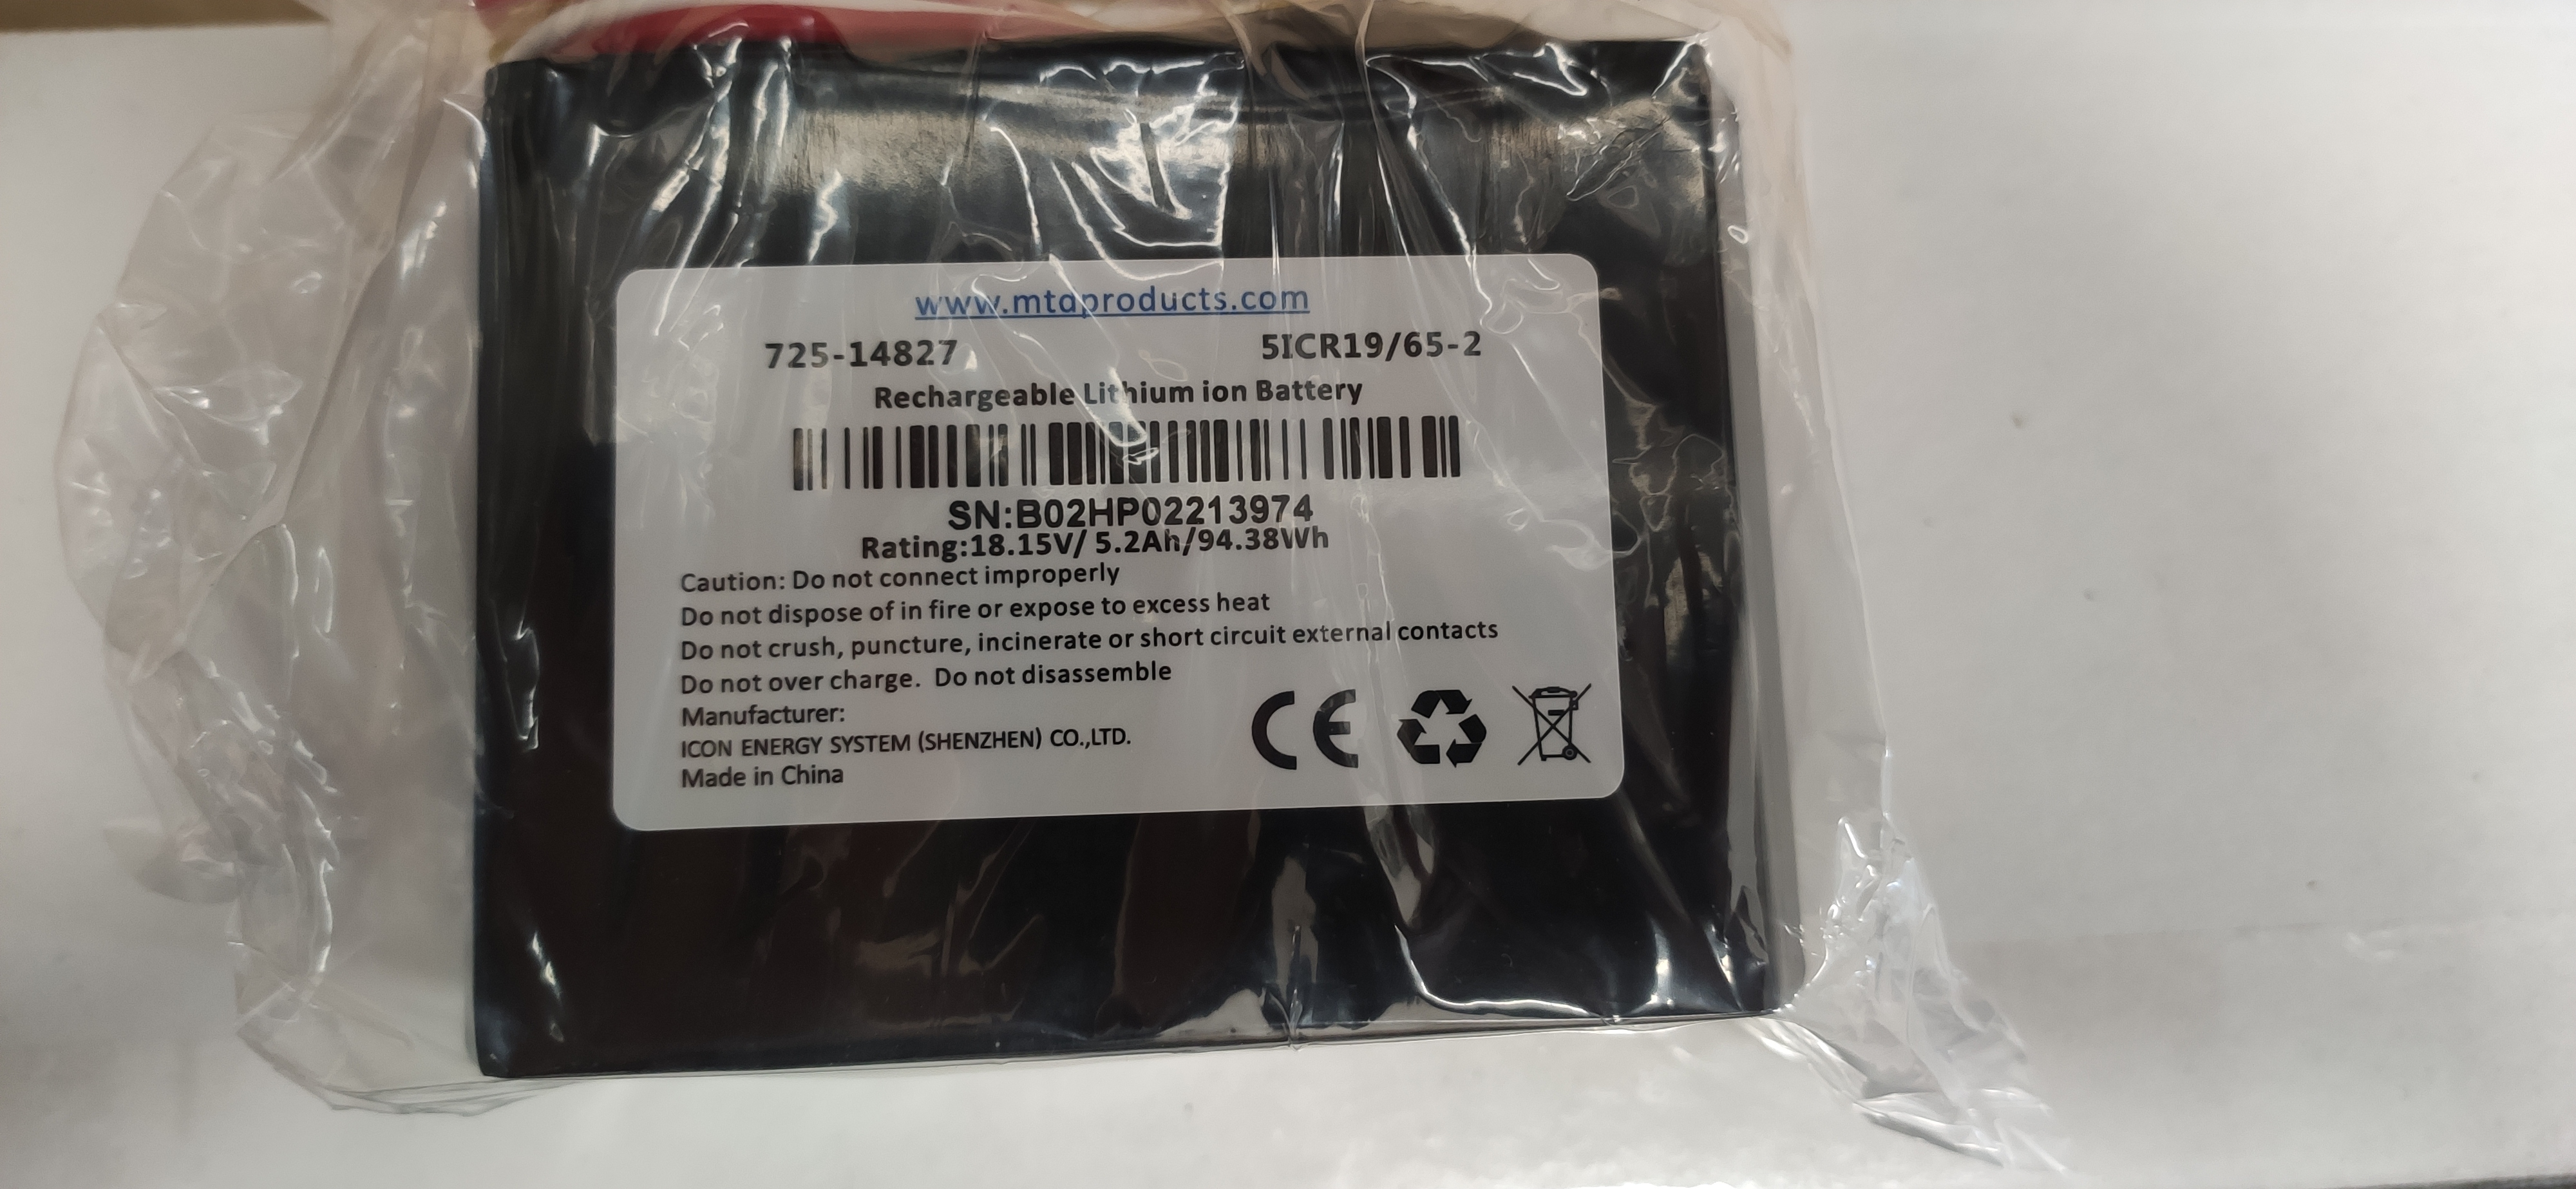 www.mtaproducts.com
725-14827 5ICR19/65-2
Rechargeable Lithium ion Battery
SN:B02HP02213974
Rating:18.15V/ 5.2Ah/94.38Wh
Caution: Do not connect improperly
Do not dispose of in fire or expose to excess heat
Do not crush, puncture, incinerate or short circuit external contacts
Do not over charge. Do not disassemble
Manufacturer:
ICON ENERGY SYSTEM (SHENZHEN) CO.,LTD.
Made in China
CE